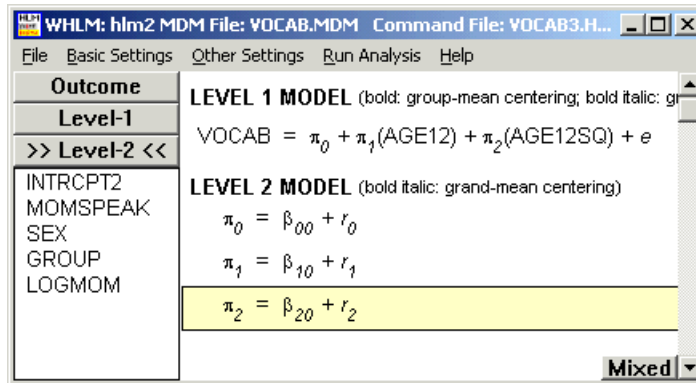 WHLM: hlm2 MDM File: VOCAB.MDM Command File: VOCAB3.H...
File Basic Settings Other Settings Run Analysis Help
Outcome
Level-1
>> Level-2 <<
INTRCPT2
MOMSPEAK
SEX
GROUP
LOGMOM
LEVEL 1 MODEL (bold: group-mean centering; bold italic: gr
VOCAB = π0 + π1(AGE12) + π2(AGE12SQ) + e
LEVEL 2 MODEL (bold italic: grand-mean centering)
π0 = β00 + r0
π1 = β10 + r1
π2 = β20 + r2
Mixed